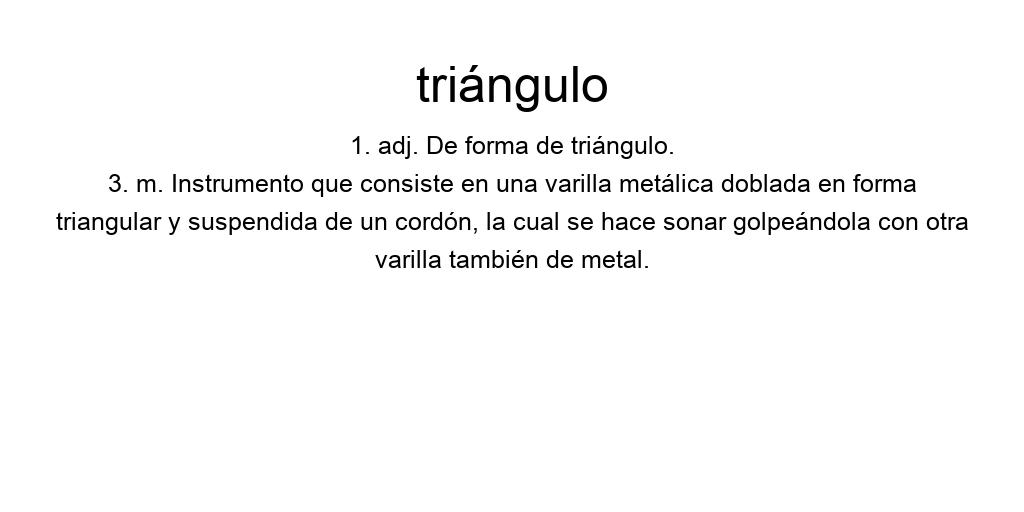 triángulo
1. adj. De forma de triángulo.
3. m. Instrumento que consiste en una varilla metálica doblada en forma
triangular y suspendida de un cordón, la cual se hace sonar golpeándola con otra
varilla también de metal.